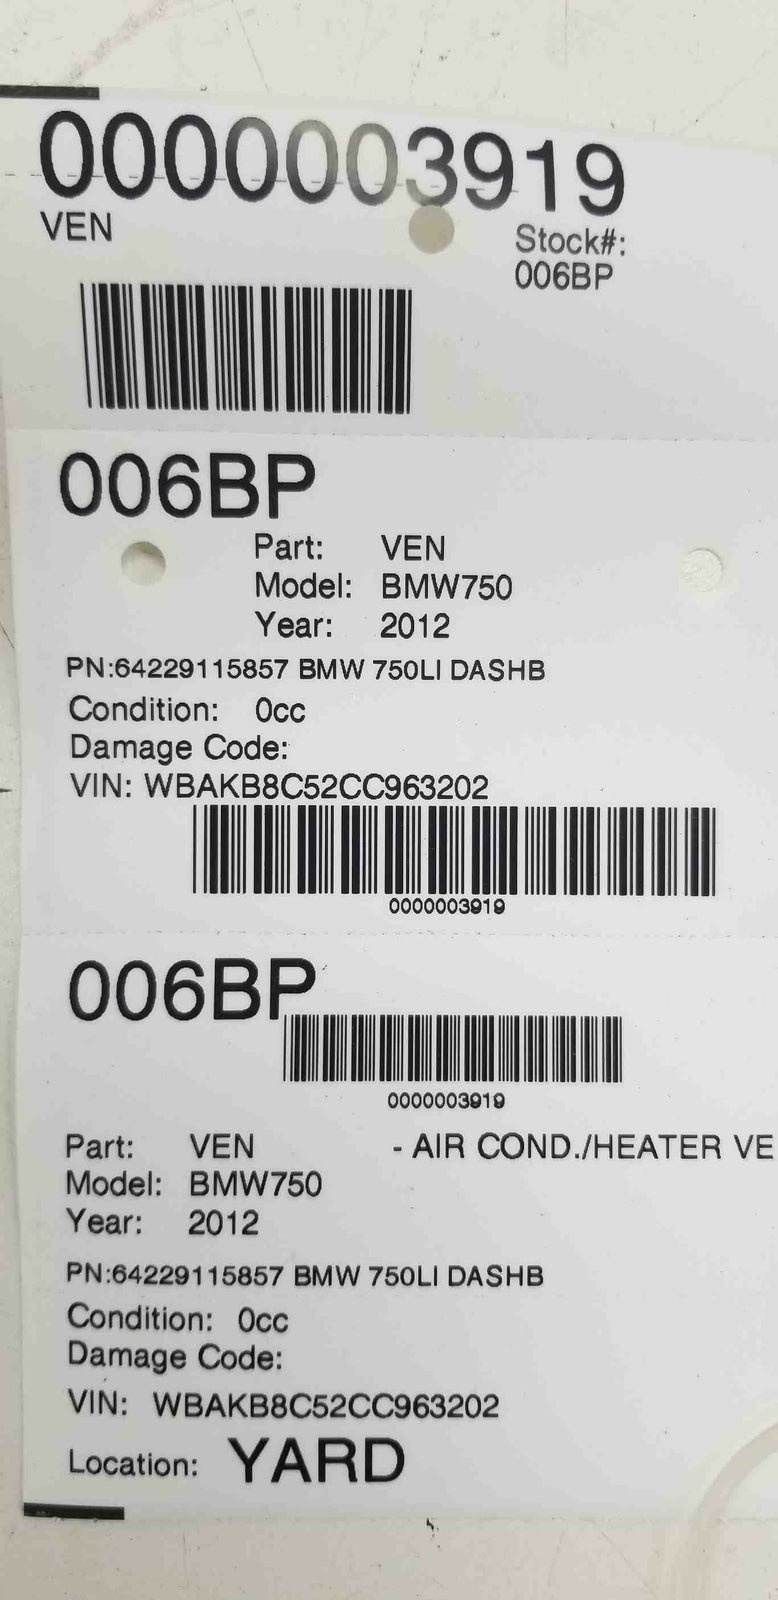 0000003919
VEN
Stock#:
006BP
006BP
Part: VEN
Model: BMW750
Year: 2012
PN:64229115857 BMW 750LI DASHB
Condition: 0cc
Damage Code:
VIN: WBAKB8C52CC963202
0000003919
006BP
0000003919
Part: VEN - AIR COND./HEATER VE
Model: BMW750
Year: 2012
PN:64229115857 BMW 750LI DASHB
Condition: 0cc
Damage Code:
VIN: WBAKB8C52CC963202
Location: YARD